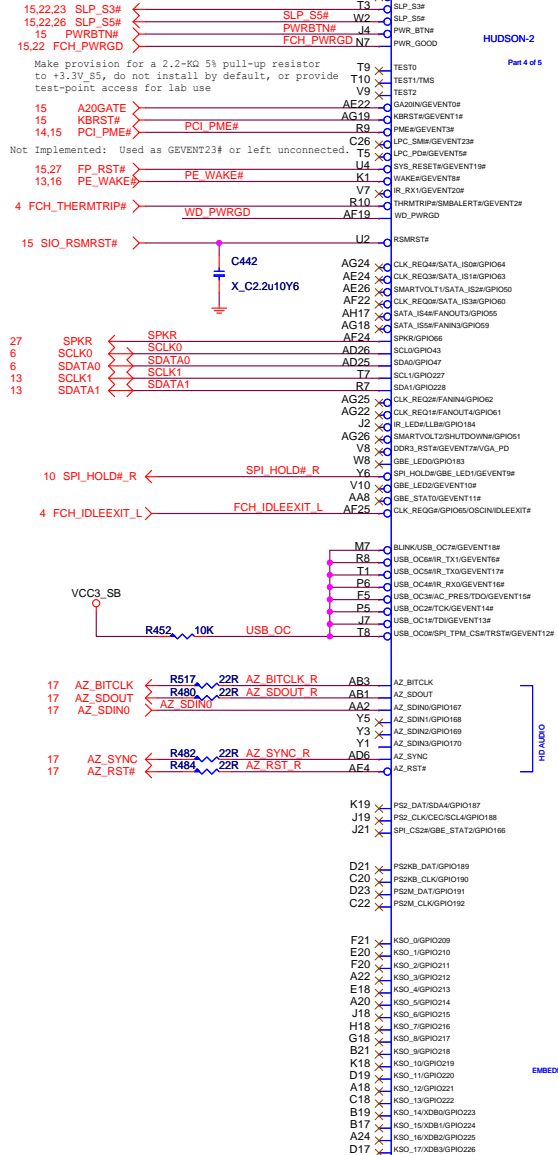 15,22,23 SLP_S3# T3 SLP_S3#
15,22,26 SLP_S5# SLP_S5# W2 SLP_S5#
15 PWRBTN# PWRBTN# J4 PWR_BTN#
15,22 FCH_PWRGD FCH_PWRGD N7 PWR_GOOD
HUDSON-2
Part 4 of 5
Make provision for a 2.2-KΩ 5% pull-up resistor
to +3.3V_S5, do not install by default, or provide
test-point access for lab use
T9 TEST0
T10 TEST1/TMS
V9 TEST2
15 A20GATE AE22 GA20IN/GEVENT0#
15 KBRST# AG19 KBRST#/GEVENT1#
14,15 PCI_PME# PCI_PME# R9 PME#/GEVENT3#
C26 LPC_SMI#/GEVENT23#
Not Implemented: Used as GEVENT23# or left unconnected.
T5 LPC_PD#/GEVENT5#
15,27 FP_RST# U4 SYS_RESET#/GEVENT19#
13,16 PE_WAKE# PE_WAKE# K1 WAKE#/GEVENT8#
V7 IR_RX1/GEVENT20#
4 FCH_THERMTRIP# R10 THRMTRIP#/SMBALERT#/GEVENT2#
WD_PWRGD AF19 WD_PWRGD
15 SIO_RSMRST# U2 RSMRST#
C442
X_C2.2u10Y6
AG24 CLK_REQ4#/SATA_IS0#/GPIO64
AE24 CLK_REQ3#/SATA_IS1#/GPIO63
AE26 SMARTVOLT1/SATA_IS2#/GPIO50
AF22 CLK_REQ0#/SATA_IS3#/GPIO60
AH17 SATA_IS4#/FANOUT3/GPIO55
AG18 SATA_IS5#/FANIN3/GPIO59
27 SPKR SPKR AF24 SPKR/GPIO66
6 SCLK0 SCLK0 AD26 SCL0/GPIO43
6 SDATA0 SDATA0 AD25 SDA0/GPIO47
13 SCLK1 SCLK1 T7 SCL1/GPIO227
13 SDATA1 SDATA1 R7 SDA1/GPIO228
AG25 CLK_REQ2#/FANIN4/GPIO62
AG22 CLK_REQ1#/FANOUT4/GPIO61
J2 IR_LED#/LLB#/GPIO184
AG26 SMARTVOLT2/SHUTDOWN#/GPIO51
V8 DDR3_RST#/GEVENT7#/VGA_PD
W8 GBE_LED0/GPIO183
10 SPI_HOLD#_R SPI_HOLD#_R Y6 SPI_HOLD#/GBE_LED1/GEVENT9#
V10 GBE_LED2/GEVENT10#
AA8 GBE_STAT0/GEVENT11#
4 FCH_IDLEEXIT_L FCH_IDLEEXIT_L AF25 CLK_REQG#/GPIO65/OSCIN/IDLEEXIT#
M7 BLINK/USB_OC7#/GEVENT18#
R8 USB_OC6#/IR_TX1/GEVENT6#
T1 USB_OC5#/IR_TX0/GEVENT17#
P6 USB_OC4#/IR_RX0/GEVENT16#
F5 USB_OC3#/AC_PRES/TDO/GEVENT15#
P5 USB_OC2#/TCK/GEVENT14#
J7 USB_OC1#/TDI/GEVENT13#
T8 USB_OC0#/SPI_TPM_CS#/TRST#/GEVENT12#
VCC3_SB
R452 10K USB_OC
17 AZ_BITCLK R517 22R AZ_BITCLK_R AB3 AZ_BITCLK
17 AZ_SDOUT R480 22R AZ_SDOUT_R AB1 AZ_SDOUT
17 AZ_SDIN0 AZ_SDIN0 AA2 AZ_SDIN0/GPIO167
Y5 AZ_SDIN1/GPIO168
Y3 AZ_SDIN2/GPIO169
Y1 AZ_SDIN3/GPIO170
17 AZ_SYNC R482 22R AZ_SYNC_R AD6 AZ_SYNC
17 AZ_RST# R484 22R AZ_RST_R AE4 AZ_RST#
HD AUDIO
K19 PS2_DAT/SDA4/GPIO187
J19 PS2_CLK/CEC/SCL4/GPIO188
J21 SPI_CS2#/GBE_STAT2/GPIO166
D21 PS2KB_DAT/GPIO189
C20 PS2KB_CLK/GPIO190
D23 PS2M_DAT/GPIO191
C22 PS2M_CLK/GPIO192
F21 KSO_0/GPIO209
E20 KSO_1/GPIO210
F20 KSO_2/GPIO211
A22 KSO_3/GPIO212
E18 KSO_4/GPIO213
A20 KSO_5/GPIO214
J18 KSO_6/GPIO215
H18 KSO_7/GPIO216
G18 KSO_8/GPIO217
B21 KSO_9/GPIO218
K18 KSO_10/GPIO219
D19 KSO_11/GPIO220
A18 KSO_12/GPIO221
C18 KSO_13/GPIO222
B19 KSO_14/XDB0/GPIO223
B17 KSO_15/XDB1/GPIO224
A24 KSO_16/XDB2/GPIO225
D17 KSO_17/XDB3/GPIO226
EMBEDI